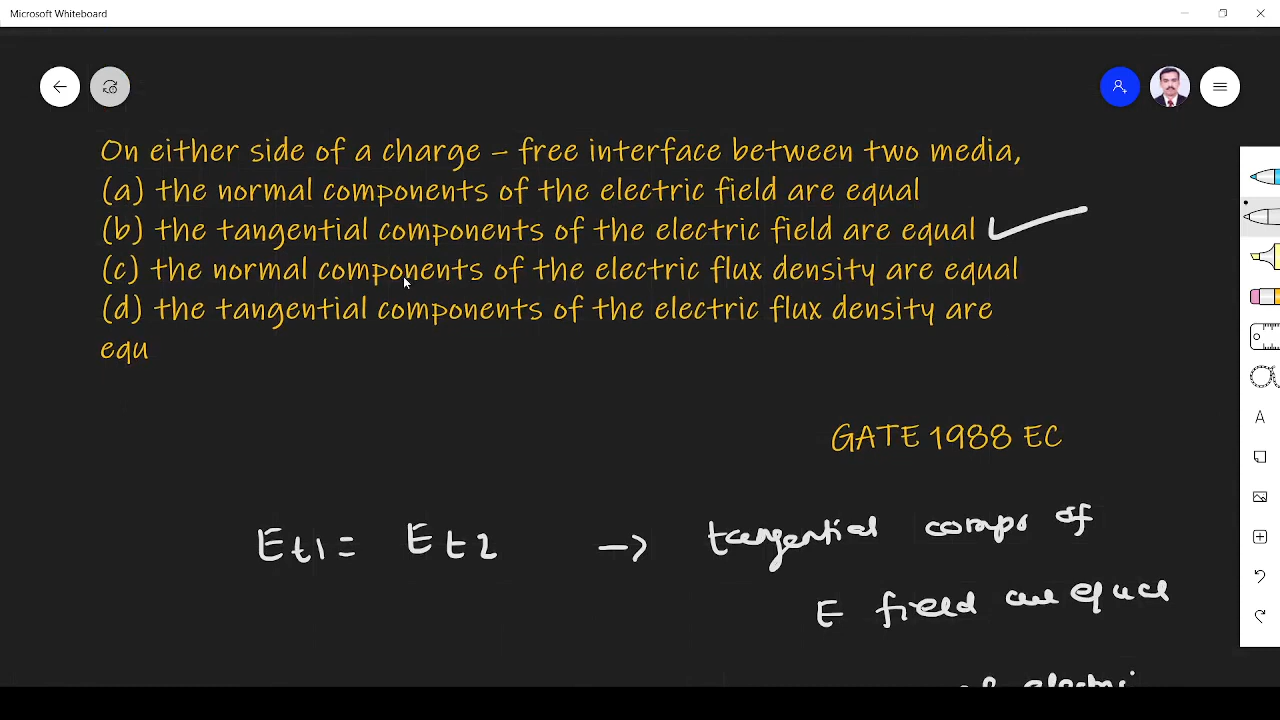 Microsoft Whiteboard
On either side of a charge – free interface between two media,
(a) the normal components of the electric field are equal
(b) the tangential components of the electric field are equal
(c) the normal components of the electric flux density are equal
(d) the tangential components of the electric flux density are
equ
GATE 1988 EC
Et1 = Et2 → tangential comps of
E field are equal
of electri
A